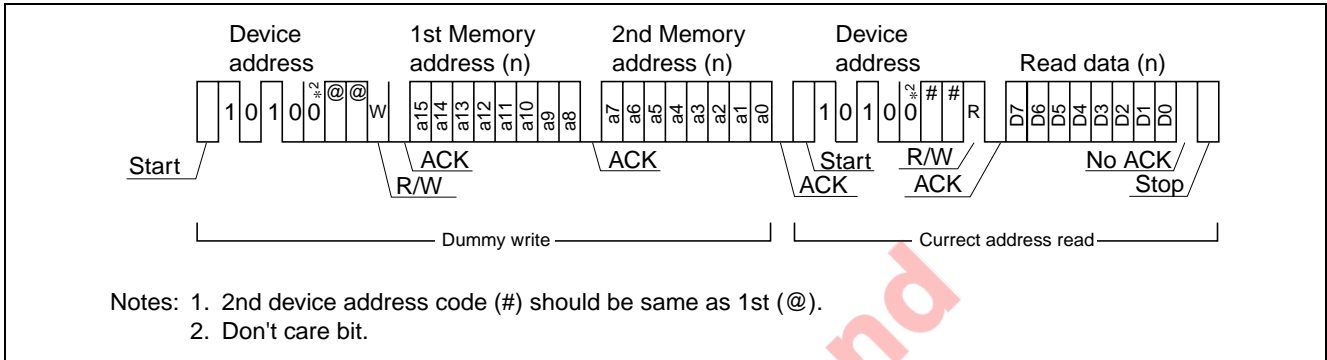 Device address
1st Memory address (n)
2nd Memory address (n)
Device address
Read data (n)
1 0 1 0 0 *2 @ @ W
a15 a14 a13 a12 a11 a10 a9 a8
a7 a6 a5 a4 a3 a2 a1 a0
1 0 1 0 0 *2 # # R
D7 D6 D5 D4 D3 D2 D1 D0
Start
R/W
ACK
ACK
ACK
Start
R/W
ACK
No ACK
Stop
Dummy write
Currect address read
Notes: 1. 2nd device address code (#) should be same as 1st (@).
2. Don't care bit.